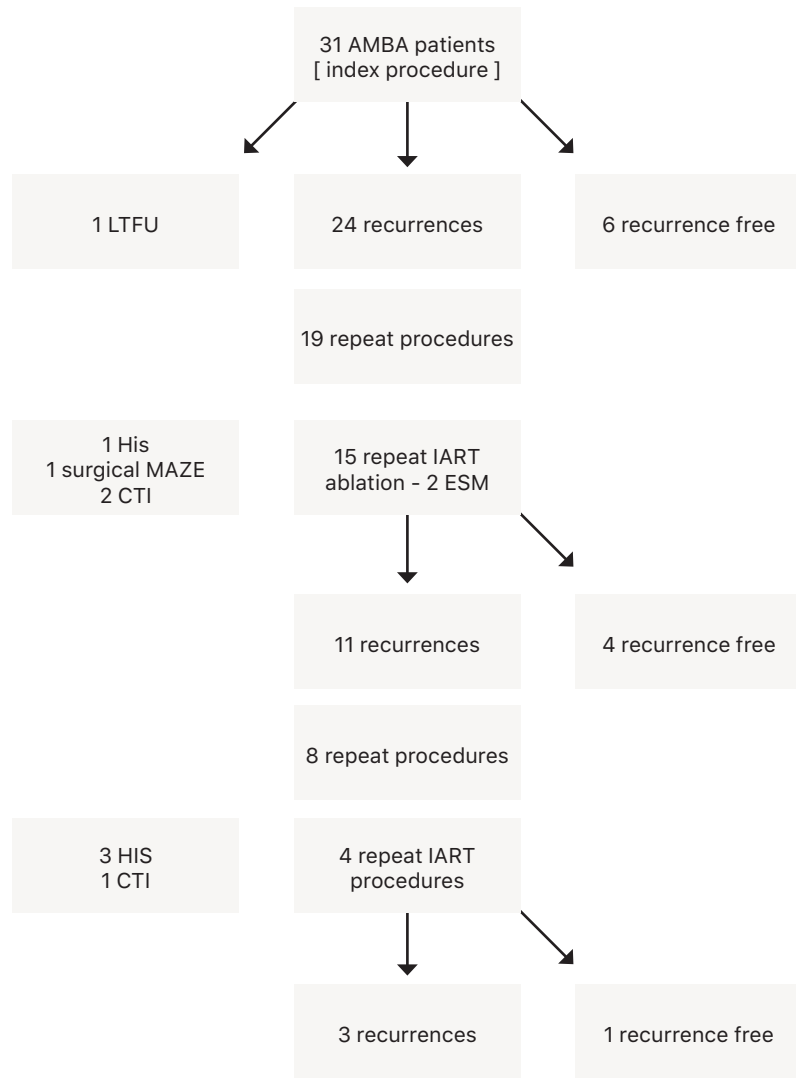 31 AMBA patients
[ index procedure ]
1 LTFU
24 recurrences
6 recurrence free
19 repeat procedures
1 His
1 surgical MAZE
2 CTI
15 repeat IART
ablation - 2 ESM
11 recurrences
4 recurrence free
8 repeat procedures
3 HIS
1 CTI
4 repeat IART
procedures
3 recurrences
1 recurrence free